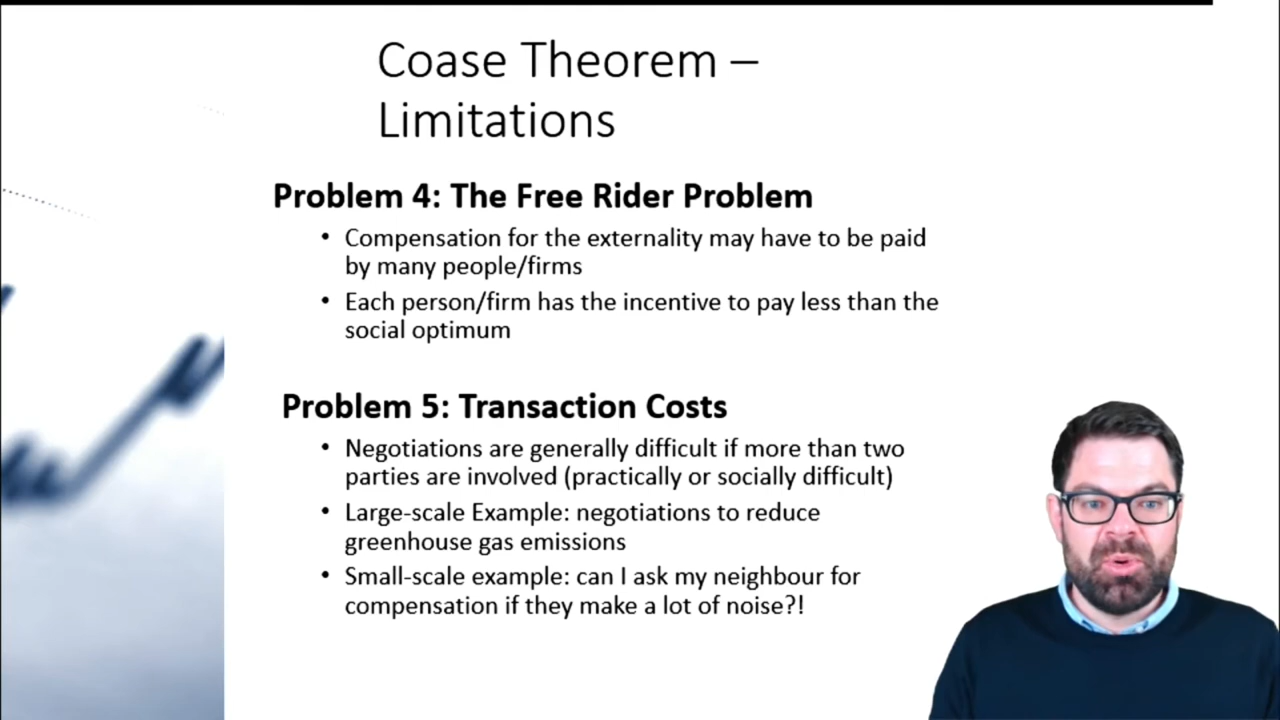 Coase Theorem –
Limitations
Problem 4: The Free Rider Problem
• Compensation for the externality may have to be paid
by many people/firms
• Each person/firm has the incentive to pay less than the
social optimum
Problem 5: Transaction Costs
• Negotiations are generally difficult if more than two
parties are involved (practically or socially difficult)
• Large-scale Example: negotiations to reduce
greenhouse gas emissions
• Small-scale example: can I ask my neighbour for
compensation if they make a lot of noise?!